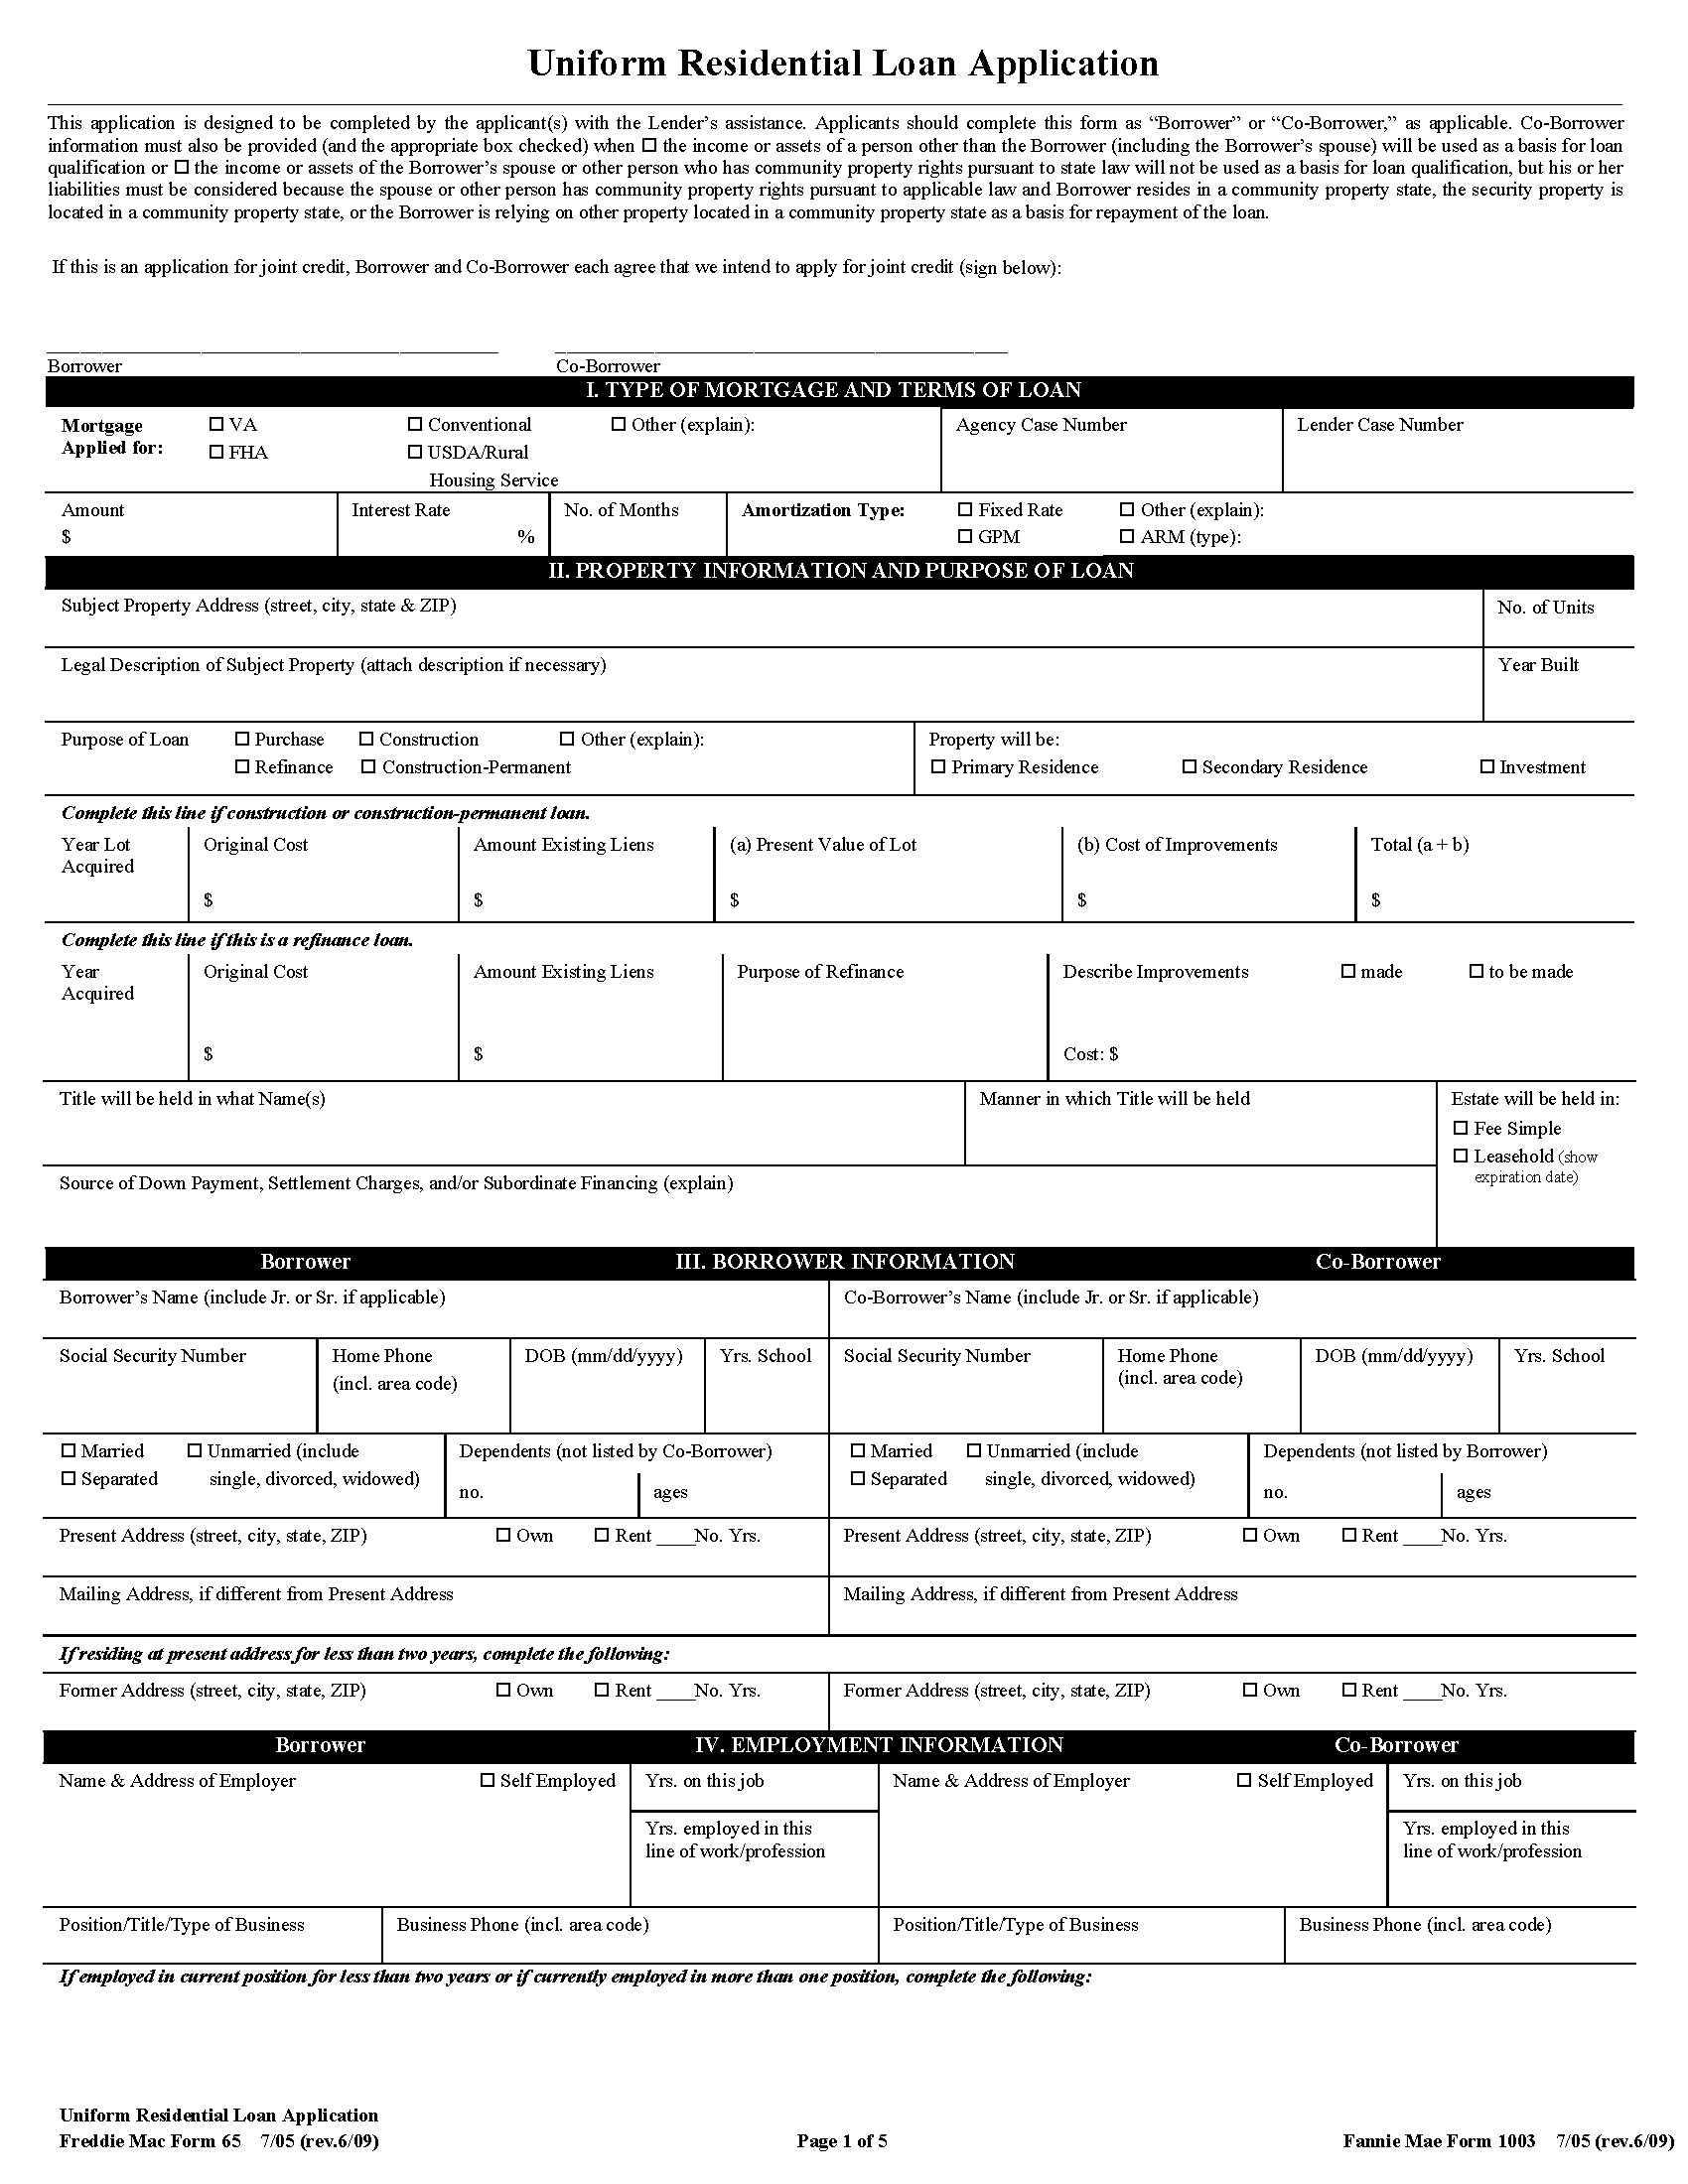 Uniform Residential Loan Application
This application is designed to be completed by the applicant(s) with the Lender's assistance. Applicants should complete this form as “Borrower” or “Co-Borrower,” as applicable. Co-Borrower
information must also be provided (and the appropriate box checked) when ☐ the income or assets of a person other than the Borrower (including the Borrower's spouse) will be used as a basis for loan
qualification or ☐ the income or assets of the Borrower's spouse or other person who has community property rights pursuant to state law will not be used as a basis for loan qualification, but his or her
liabilities must be considered because the spouse or other person has community property rights pursuant to applicable law and Borrower resides in a community property state, the security property is
located in a community property state, or the Borrower is relying on other property located in a community property state as a basis for repayment of the loan.
If this is an application for joint credit, Borrower and Co-Borrower each agree that we intend to apply for joint credit (sign below):
Borrower Co-Borrower
I. TYPE OF MORTGAGE AND TERMS OF LOAN
Mortgage ☐ VA ☐ Conventional ☐ Other (explain): Agency Case Number Lender Case Number
Applied for: ☐ FHA ☐ USDA/Rural
Housing Service
Amount Interest Rate No. of Months Amortization Type: ☐ Fixed Rate ☐ Other (explain):
$ % ☐ GPM ☐ ARM (type):
II. PROPERTY INFORMATION AND PURPOSE OF LOAN
Subject Property Address (street, city, state & ZIP) No. of Units
Legal Description of Subject Property (attach description if necessary) Year Built
Purpose of Loan ☐ Purchase ☐ Construction ☐ Other (explain): Property will be:
☐ Refinance ☐ Construction-Permanent ☐ Primary Residence ☐ Secondary Residence ☐ Investment
Complete this line if construction or construction-permanent loan.
Year Lot Original Cost Amount Existing Liens (a) Present Value of Lot (b) Cost of Improvements Total (a + b)
Acquired
$ $ $ $ $
Complete this line if this is a refinance loan.
Year Original Cost Amount Existing Liens Purpose of Refinance Describe Improvements ☐ made ☐ to be made
Acquired
$ $ Cost: $
Title will be held in what Name(s) Manner in which Title will be held Estate will be held in:
☐ Fee Simple
☐ Leasehold (show
expiration date)
Source of Down Payment, Settlement Charges, and/or Subordinate Financing (explain)
Borrower III. BORROWER INFORMATION Co-Borrower
Borrower's Name (include Jr. or Sr. if applicable) Co-Borrower's Name (include Jr. or Sr. if applicable)
Social Security Number Home Phone DOB (mm/dd/yyyy) Yrs. School Social Security Number Home Phone DOB (mm/dd/yyyy) Yrs. School
(incl. area code) (incl. area code)
☐ Married ☐ Unmarried (include Dependents (not listed by Co-Borrower) ☐ Married ☐ Unmarried (include Dependents (not listed by Borrower)
☐ Separated single, divorced, widowed) ☐ Separated single, divorced, widowed)
no. ages no. ages
Present Address (street, city, state, ZIP) ☐ Own ☐ Rent ____No. Yrs. Present Address (street, city, state, ZIP) ☐ Own ☐ Rent ____No. Yrs.
Mailing Address, if different from Present Address Mailing Address, if different from Present Address
If residing at present address for less than two years, complete the following:
Former Address (street, city, state, ZIP) ☐ Own ☐ Rent ____No. Yrs. Former Address (street, city, state, ZIP) ☐ Own ☐ Rent ____No. Yrs.
Borrower IV. EMPLOYMENT INFORMATION Co-Borrower
Name & Address of Employer ☐ Self Employed Yrs. on this job Name & Address of Employer ☐ Self Employed Yrs. on this job
Yrs. employed in this Yrs. employed in this
line of work/profession line of work/profession
Position/Title/Type of Business Business Phone (incl. area code) Position/Title/Type of Business Business Phone (incl. area code)
If employed in current position for less than two years or if currently employed in more than one position, complete the following:
Uniform Residential Loan Application
Freddie Mac Form 65 7/05 (rev.6/09) Page 1 of 5 Fannie Mae Form 1003 7/05 (rev.6/09)